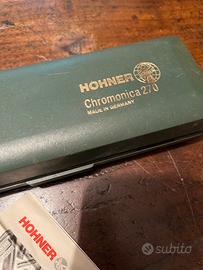 HOHNER
Chromonica 270
MADE IN GERMANY
HOHNER
subito